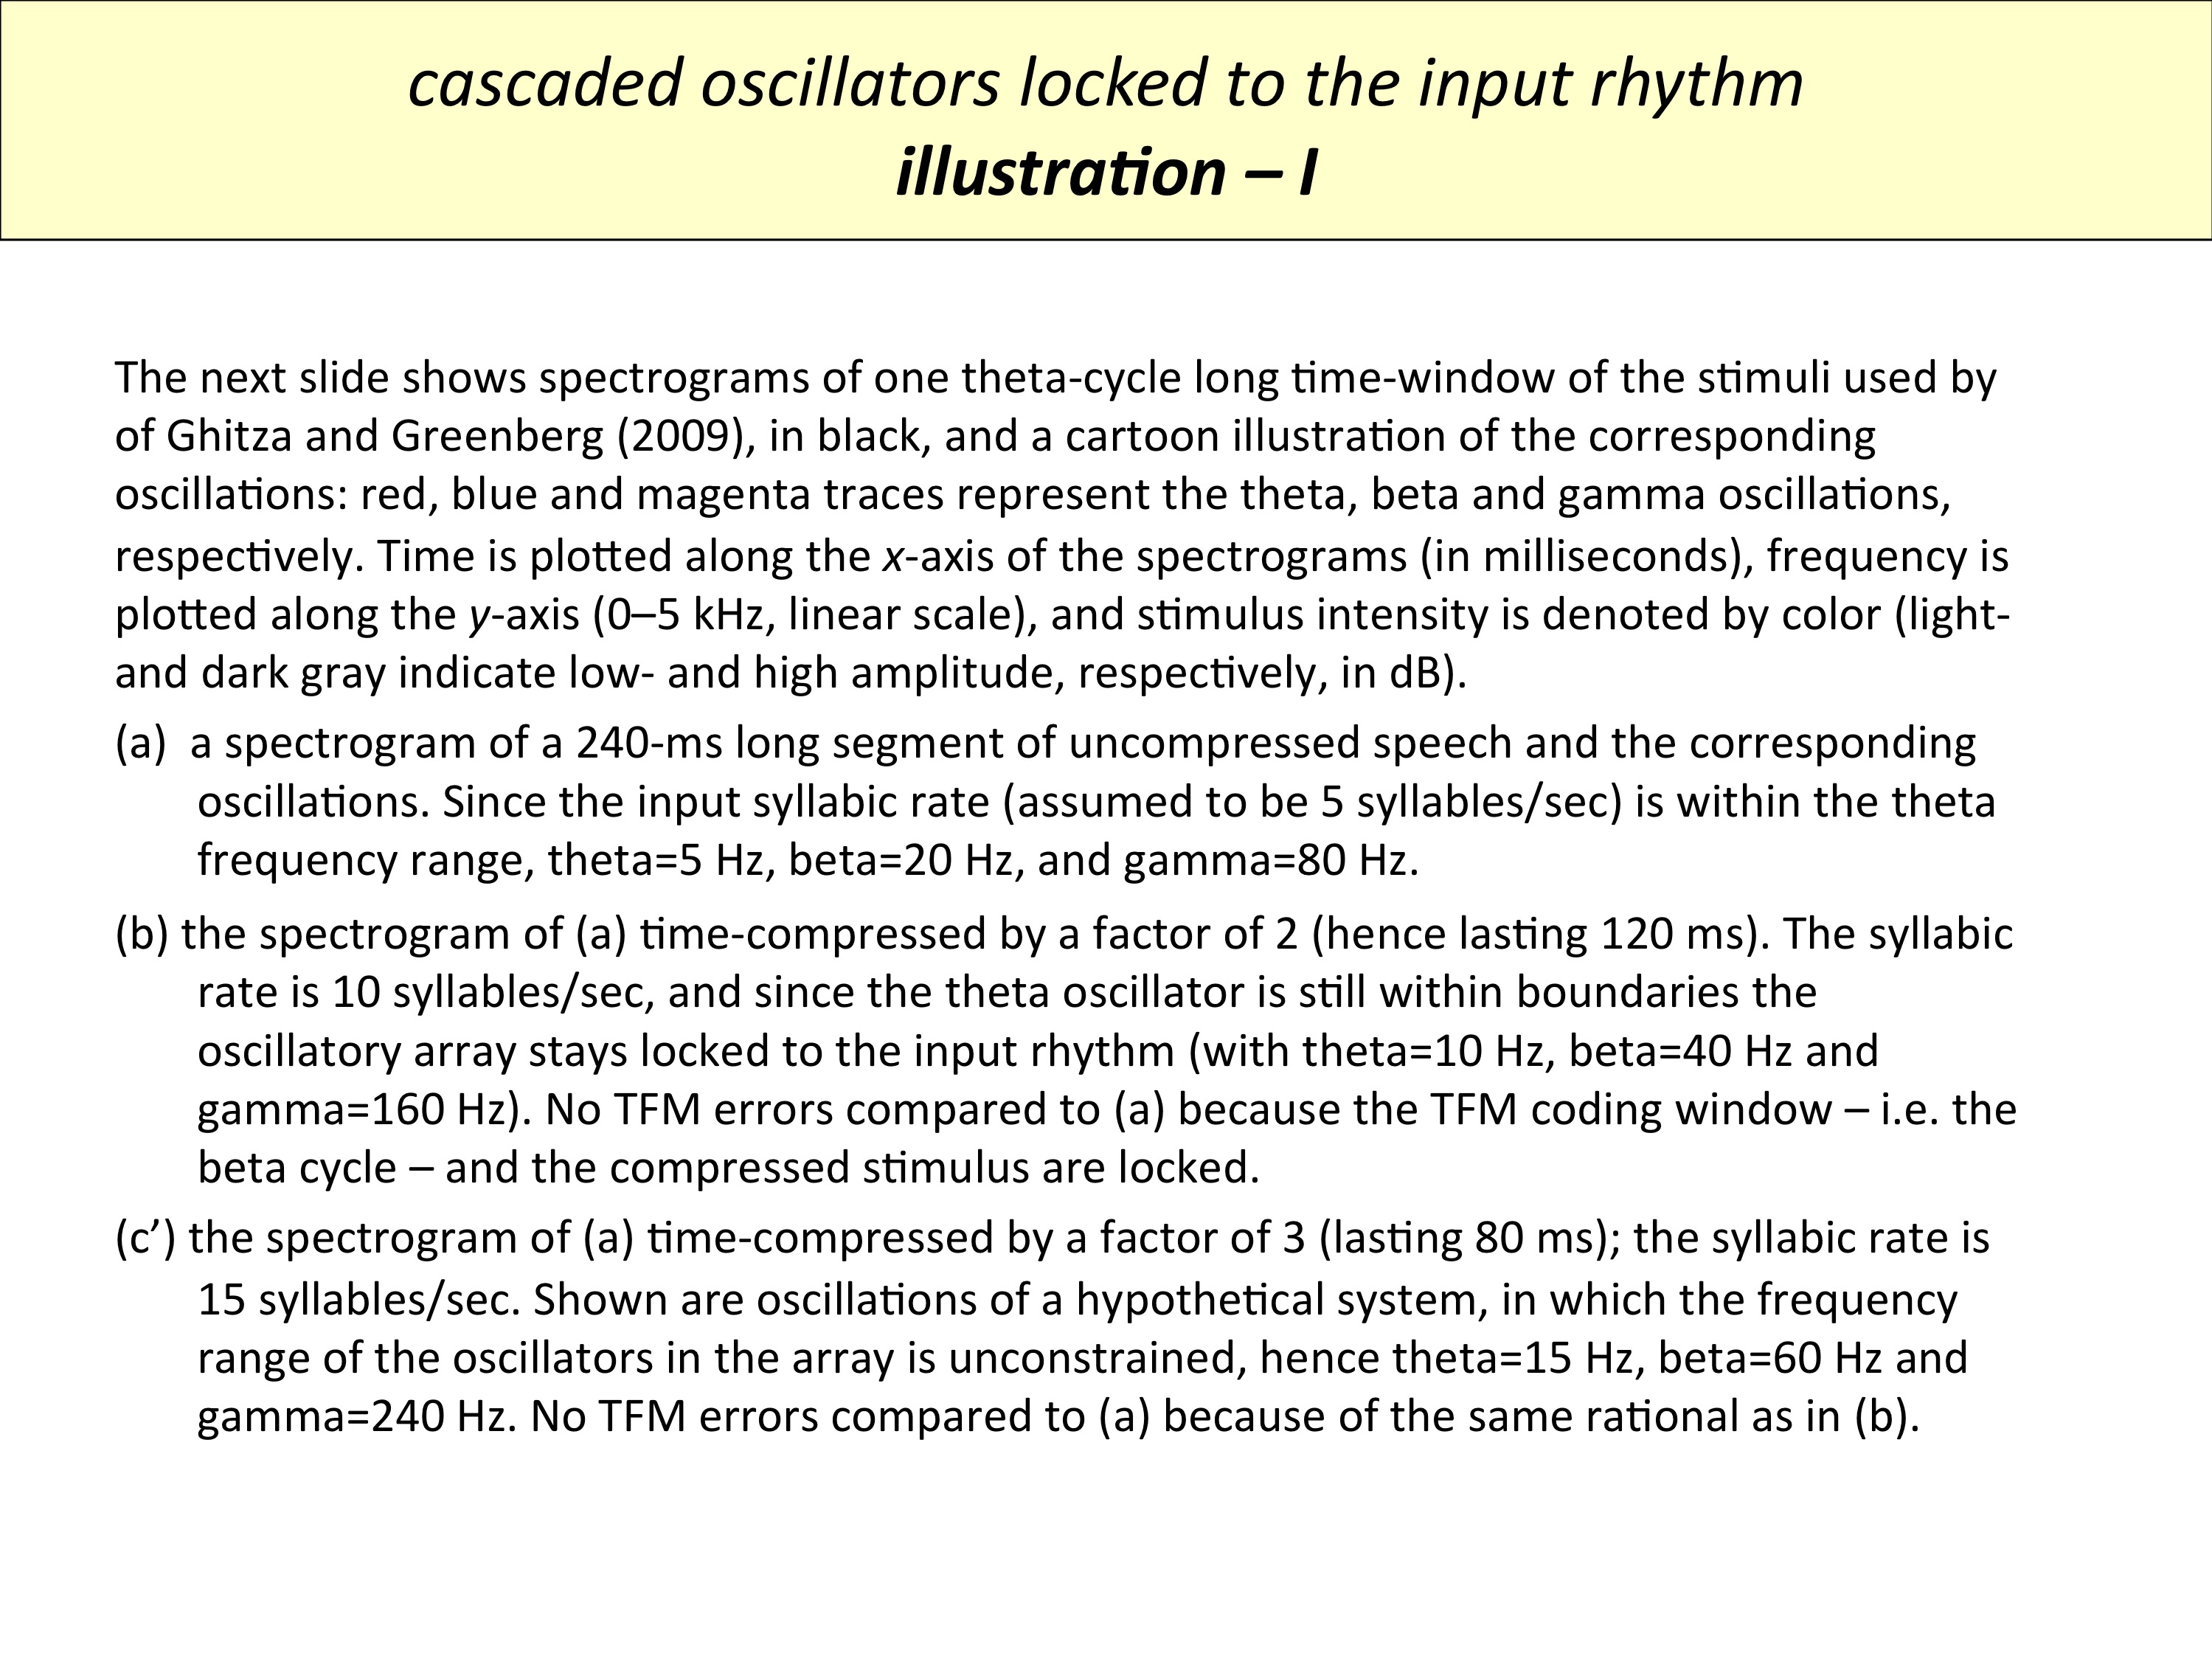 cascaded oscillators locked to the input rhythm
illustration – I
The next slide shows spectrograms of one theta-cycle long time-window of the stimuli used by
of Ghitza and Greenberg (2009), in black, and a cartoon illustration of the corresponding
oscillations: red, blue and magenta traces represent the theta, beta and gamma oscillations,
respectively. Time is plotted along the x-axis of the spectrograms (in milliseconds), frequency is
plotted along the y-axis (0–5 kHz, linear scale), and stimulus intensity is denoted by color (light-
and dark gray indicate low- and high amplitude, respectively, in dB).
(a) a spectrogram of a 240-ms long segment of uncompressed speech and the corresponding
oscillations. Since the input syllabic rate (assumed to be 5 syllables/sec) is within the theta
frequency range, theta=5 Hz, beta=20 Hz, and gamma=80 Hz.
(b) the spectrogram of (a) time-compressed by a factor of 2 (hence lasting 120 ms). The syllabic
rate is 10 syllables/sec, and since the theta oscillator is still within boundaries the
oscillatory array stays locked to the input rhythm (with theta=10 Hz, beta=40 Hz and
gamma=160 Hz). No TFM errors compared to (a) because the TFM coding window – i.e. the
beta cycle – and the compressed stimulus are locked.
(c’) the spectrogram of (a) time-compressed by a factor of 3 (lasting 80 ms); the syllabic rate is
15 syllables/sec. Shown are oscillations of a hypothetical system, in which the frequency
range of the oscillators in the array is unconstrained, hence theta=15 Hz, beta=60 Hz and
gamma=240 Hz. No TFM errors compared to (a) because of the same rational as in (b).